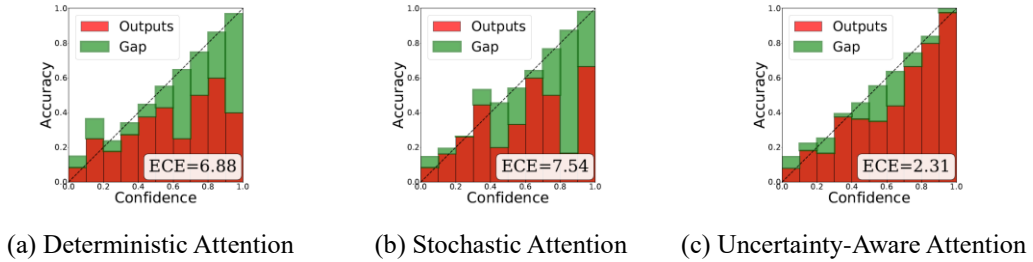 1.0
0.8
0.6
0.4
0.2
0.0
Accuracy
Outputs
Gap
ECE=6.88
0.0 0.2 0.4 0.6 0.8 1.0
Confidence
(a) Deterministic Attention
1.0
0.8
0.6
0.4
0.2
0.0
Accuracy
Outputs
Gap
ECE=7.54
0.0 0.2 0.4 0.6 0.8 1.0
Confidence
(b) Stochastic Attention
1.0
0.8
0.6
0.4
0.2
0.0
Accuracy
Outputs
Gap
ECE=2.31
0.0 0.2 0.4 0.6 0.8 1.0
Confidence
(c) Uncertainty-Aware Attention